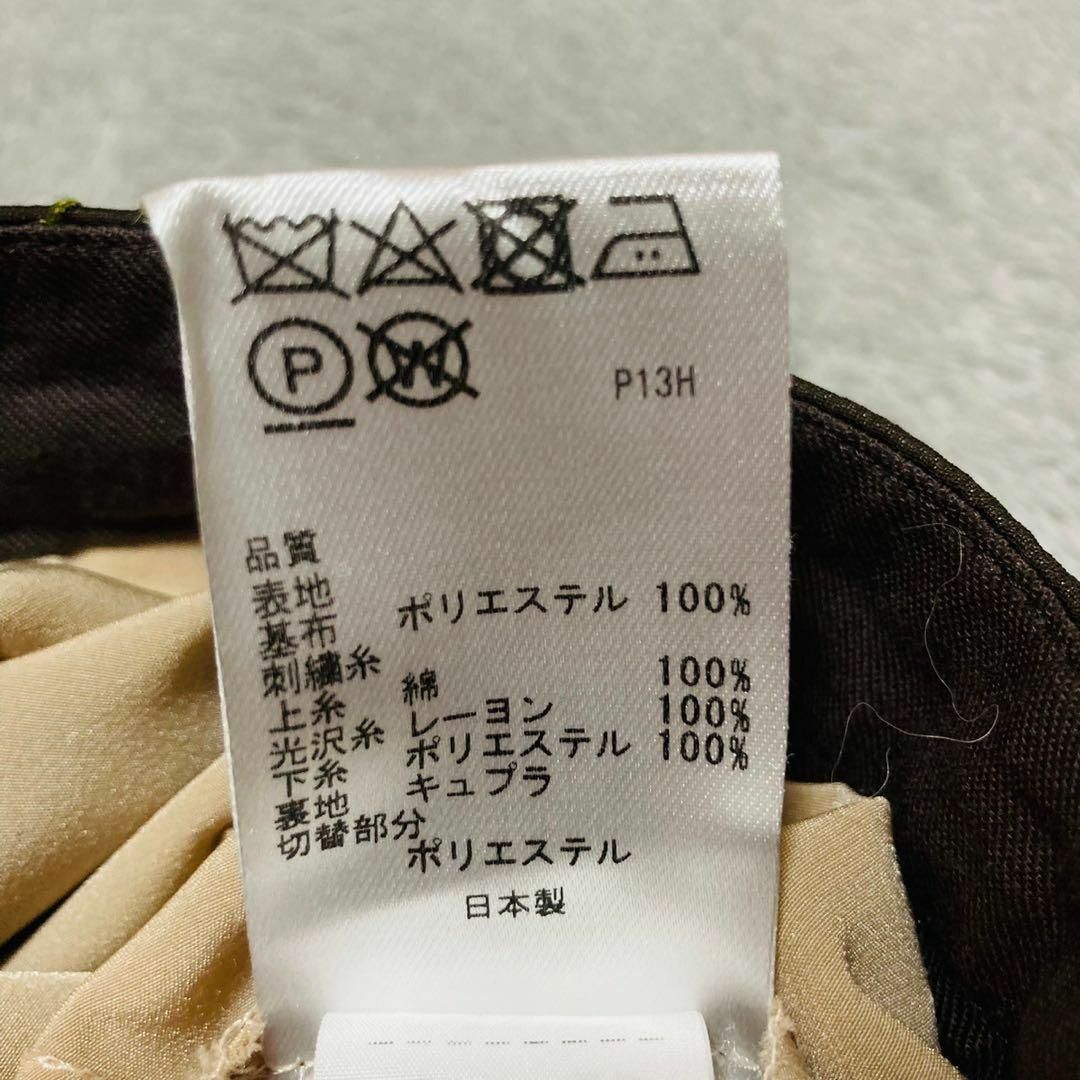 P
W
P13H
品質
表地
基布 ポリエステル 100%
刺繍糸
上糸 綿 100%
光沢糸 レーヨン 100%
下糸 ポリエステル 100%
裏地 キュプラ
切替部分
ポリエステル
日本製